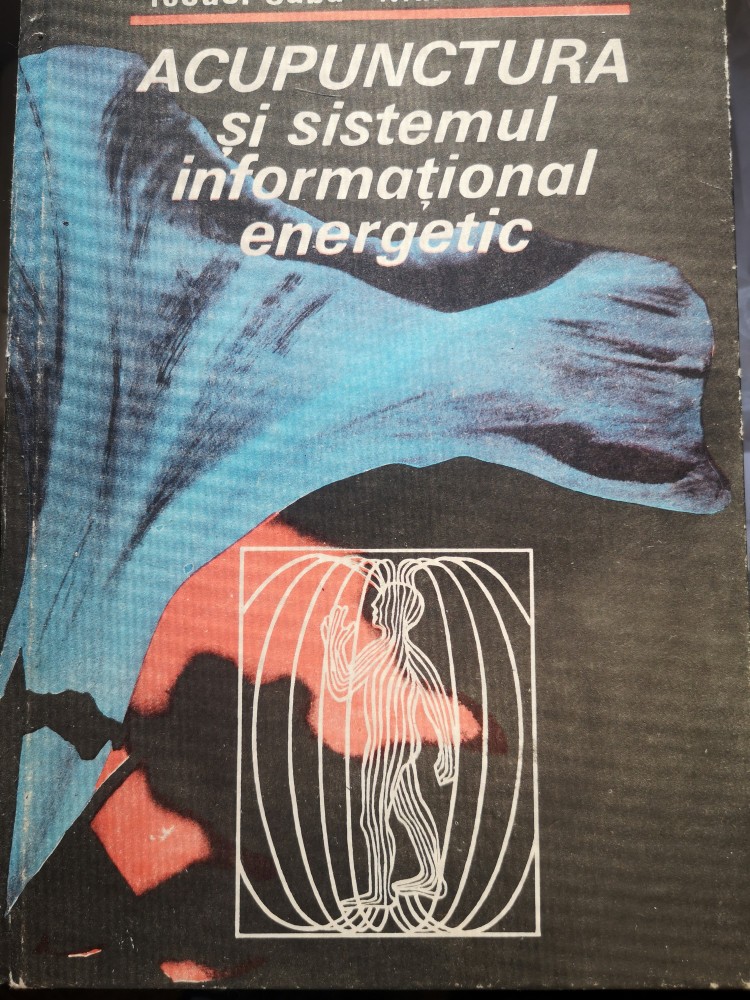 ACUPUNCTURA
și sistemul
informațional
energetic